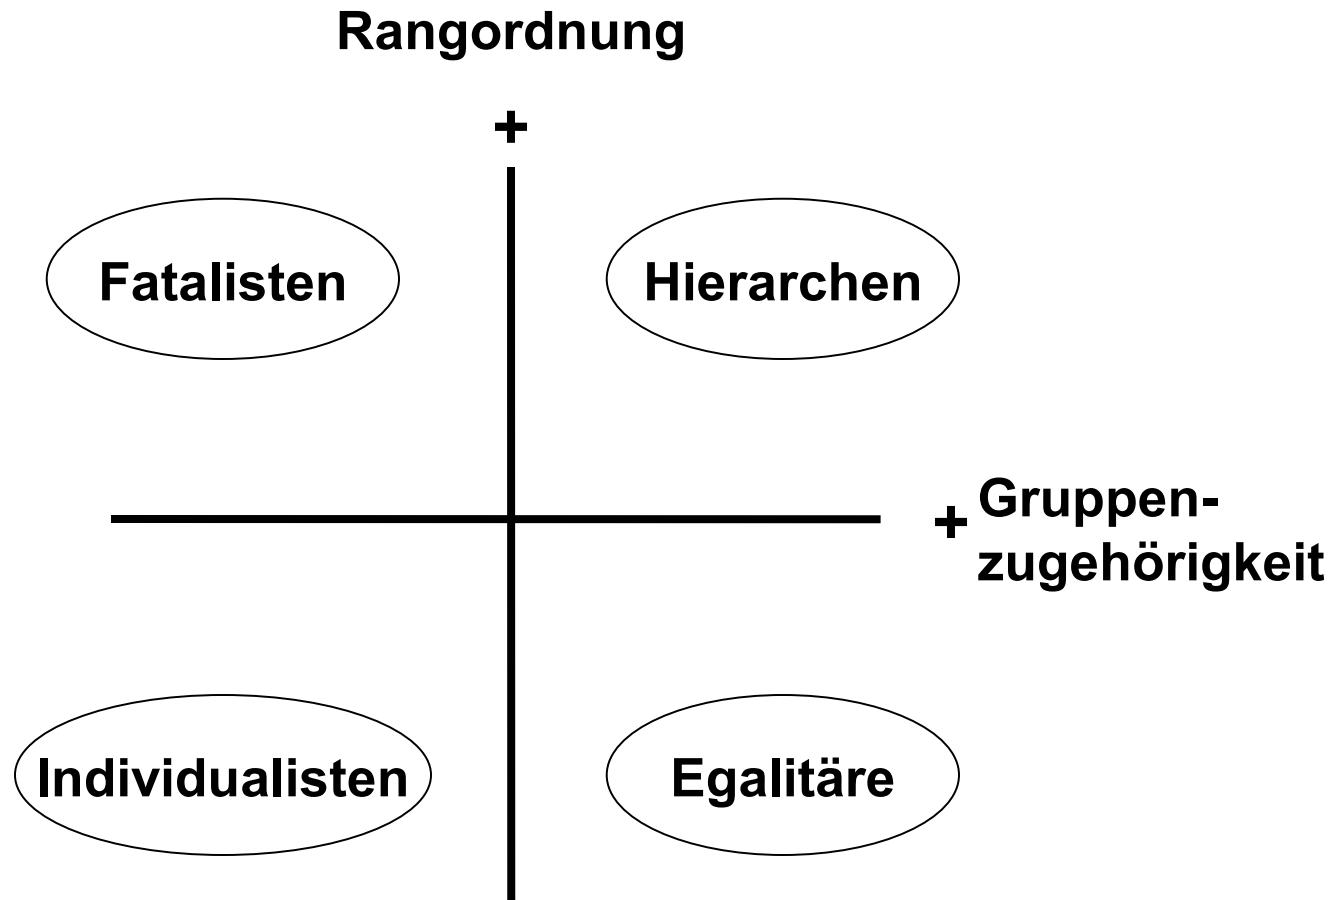 Rangordnung
+
Fatalisten
Hierarchen
+ Gruppen-
zugehörigkeit
Individualisten
Egalitäre